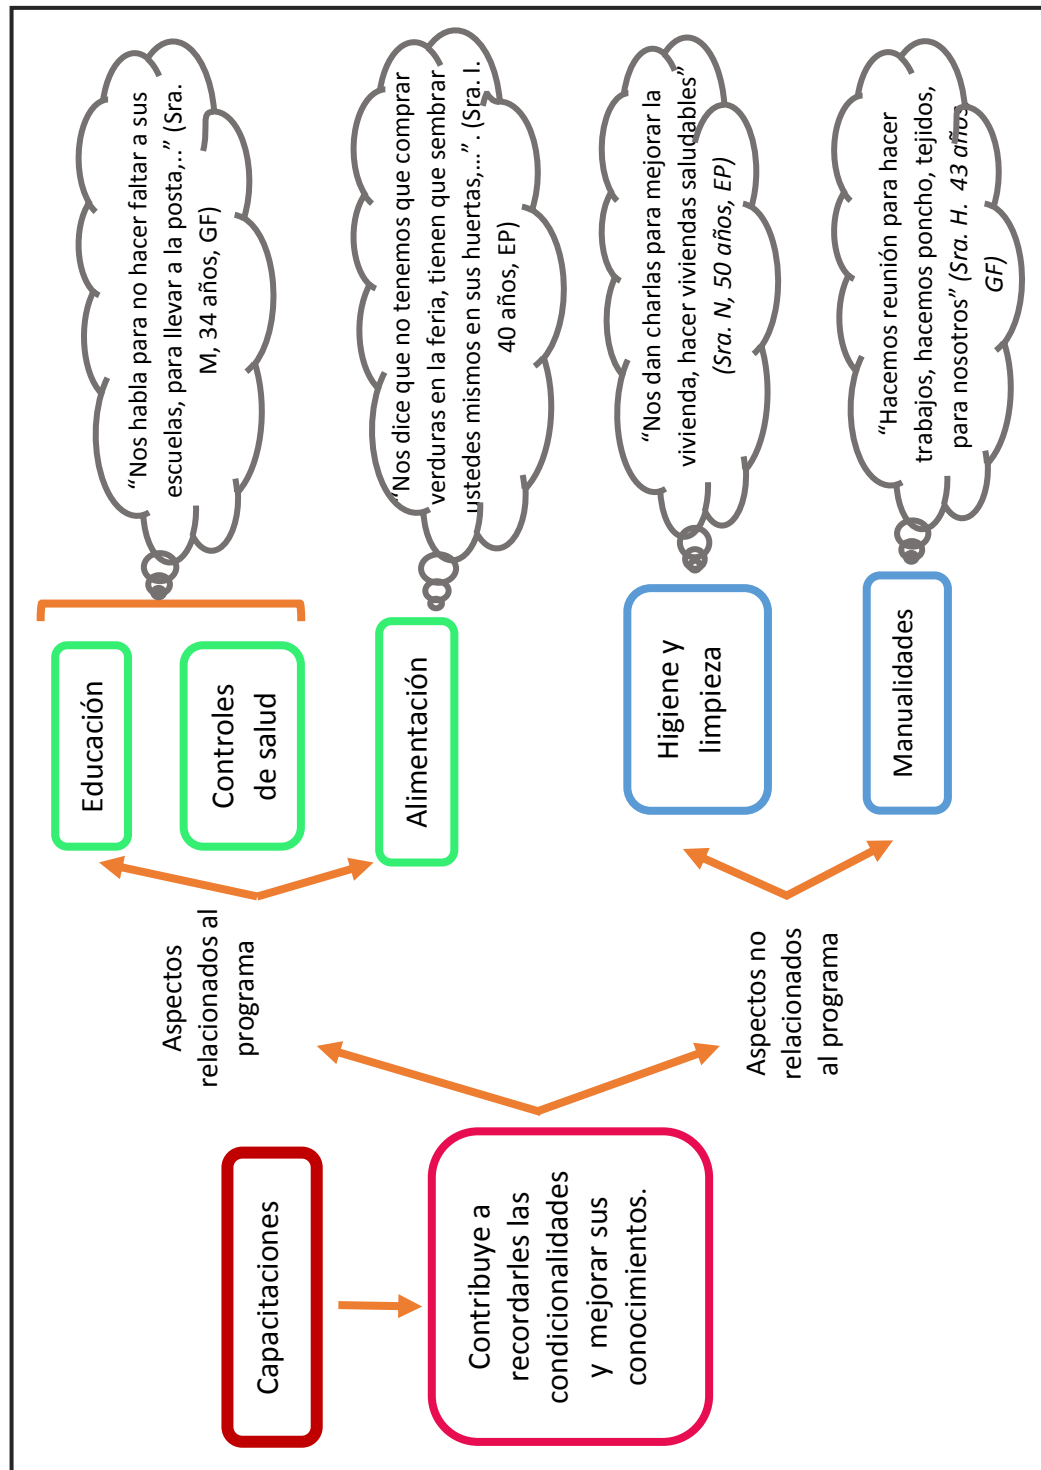 Capacitaciones
Contribuye a
recordarles las
condicionalidades
y mejorar sus
conocimientos.
Aspectos
relacionados al
programa
Educación
Controles
de salud
“Nos habla para no hacer faltar a sus
escuelas, para llevar a la posta,..” (Sra.
M, 34 años, GF)
Alimentación
“Nos dice que no tenemos que comprar
verduras en la feria, tienen que sembrar
ustedes mismos en sus huertas,…” . (Sra. I.
40 años, EP)
Aspectos no
relacionados
al programa
Higiene y
limpieza
“Nos dan charlas para mejorar la
vivienda, hacer viviendas saludables”
(Sra. N, 50 años, EP)
Manualidades
“Hacemos reunión para hacer
trabajos, hacemos poncho, tejidos,
para nosotros” (Sra. H. 43 años
GF)